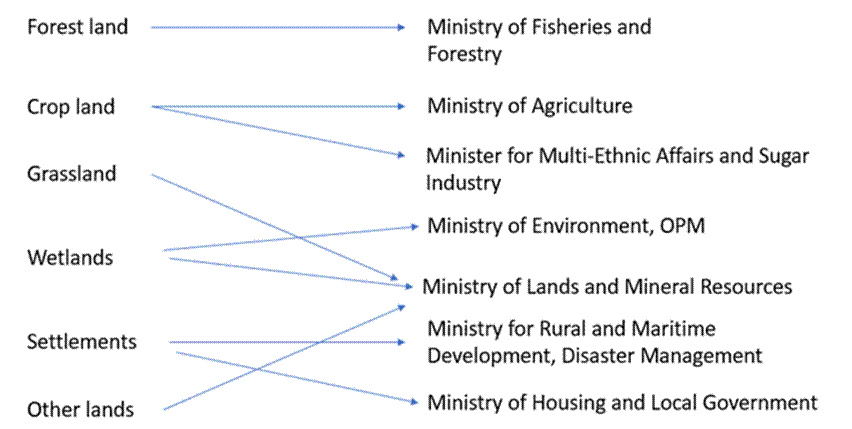 Forest land
Ministry of Fisheries and
Forestry
Crop land
Ministry of Agriculture
Minister for Multi-Ethnic Affairs and Sugar
Industry
Grassland
Ministry of Environment, OPM
Wetlands
Ministry of Lands and Mineral Resources
Settlements
Ministry for Rural and Maritime
Development, Disaster Management
Other lands
Ministry of Housing and Local Government